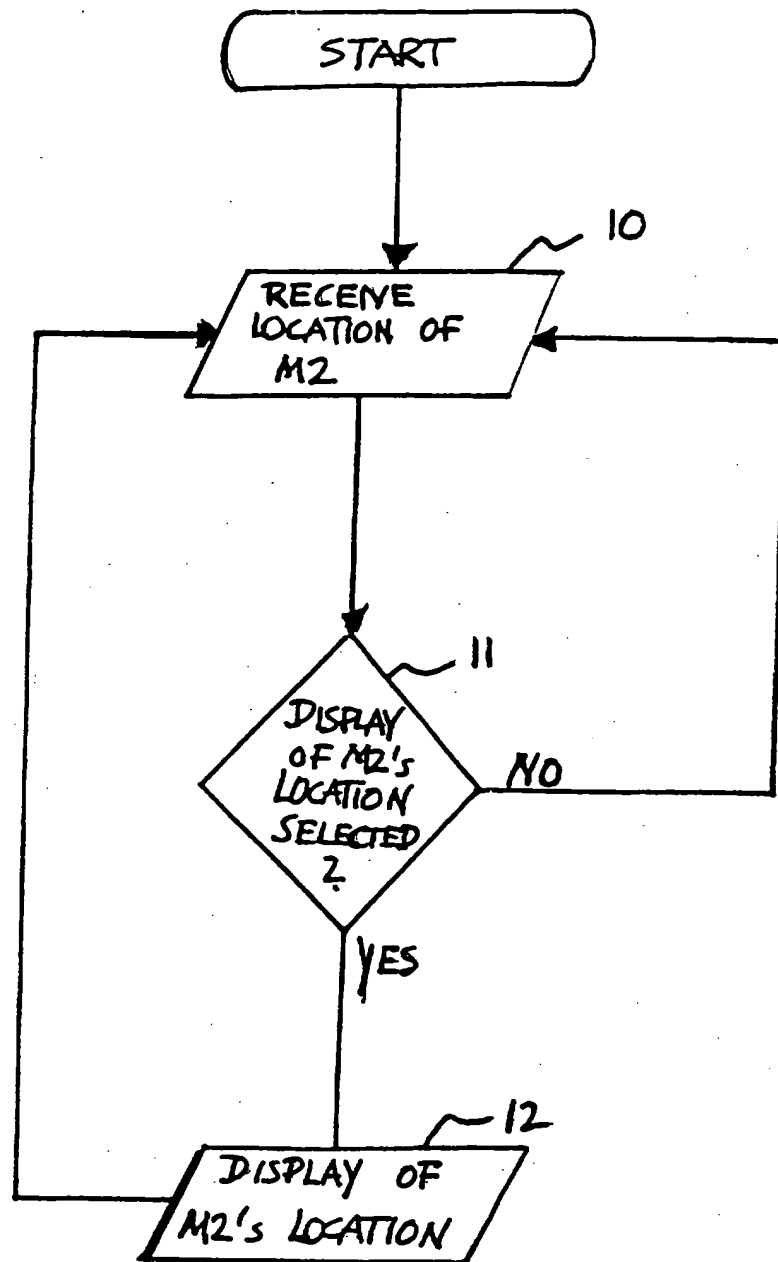 START
10
RECEIVE
LOCATION OF
M2
11
DISPLAY
OF M2's
LOCATION
SELECTED
?
NO
YES
12
DISPLAY OF
M2's LOCATION